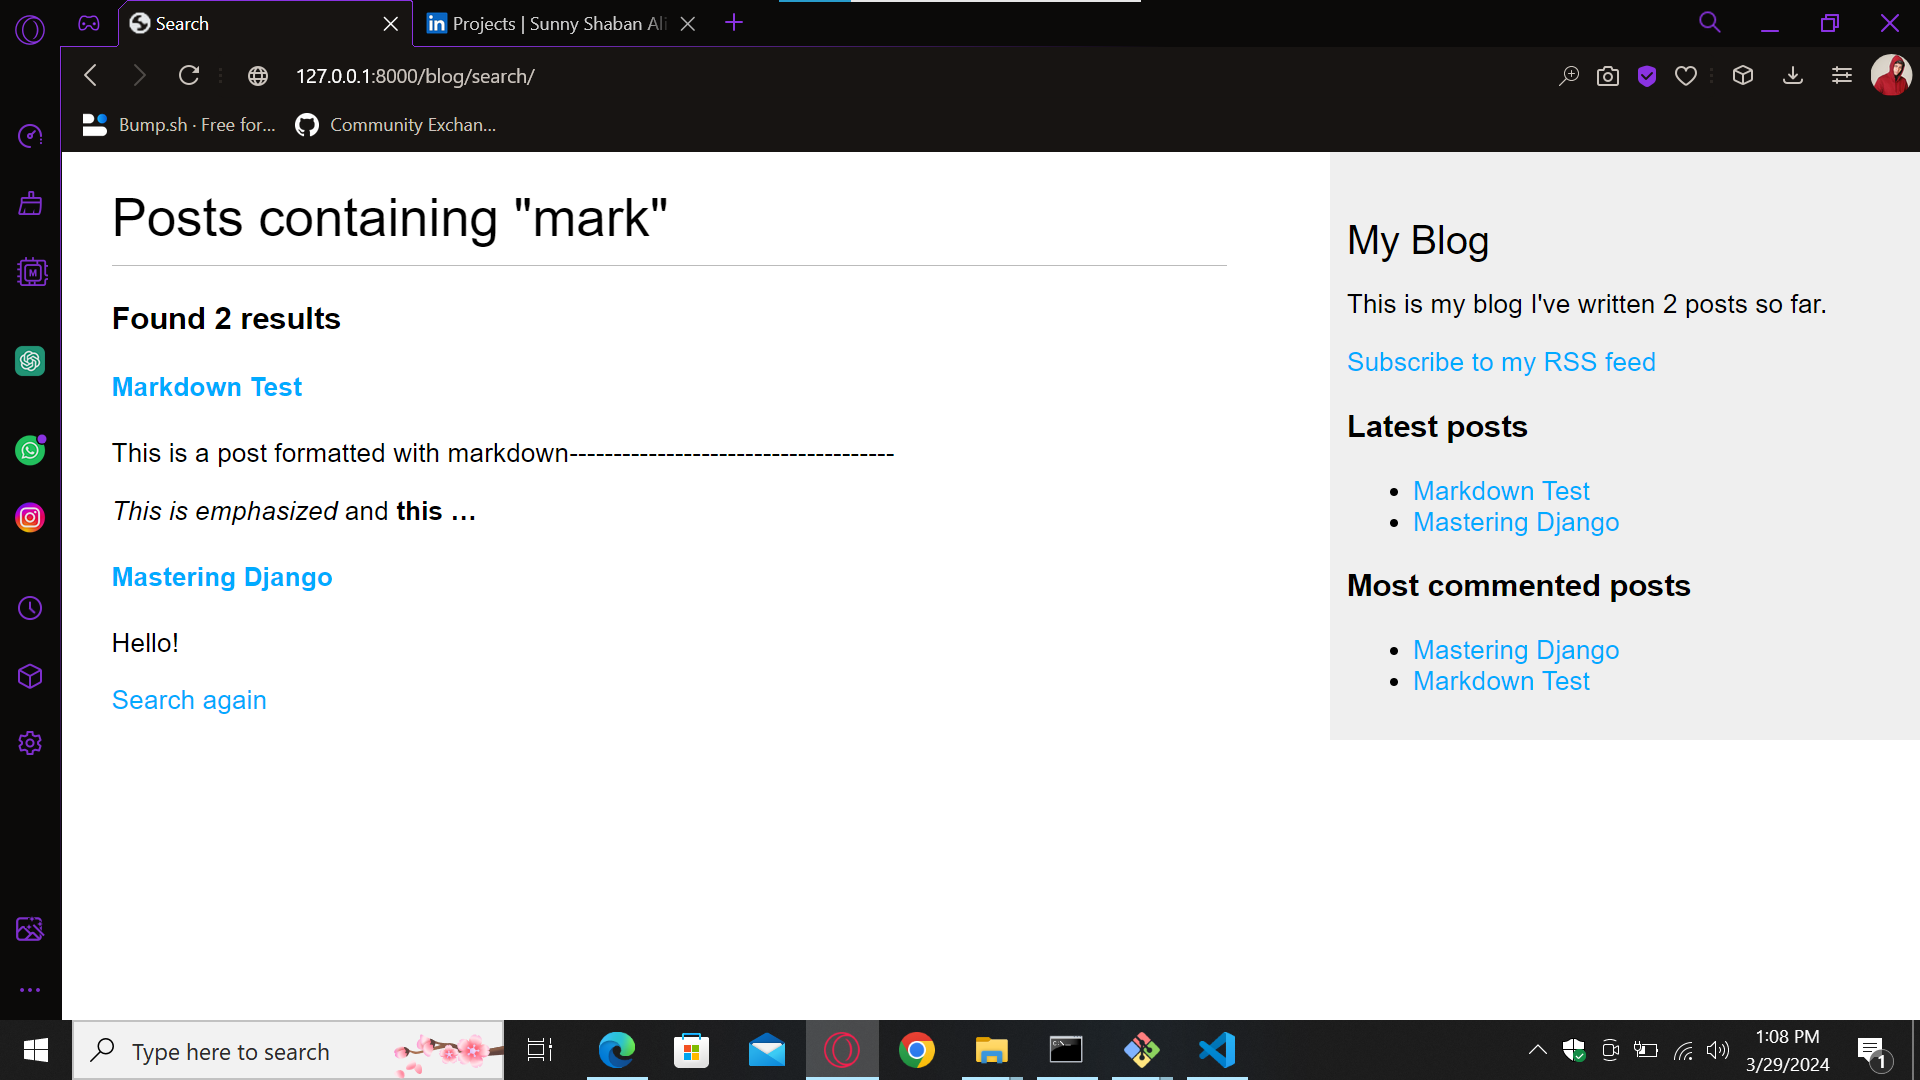 Search
Projects | Sunny Shaban Ali
127.0.0.1:8000/blog/search/
Bump.sh · Free for...
Community Exchan...
M
Posts containing "mark"
Found 2 results
Markdown Test
This is a post formatted with markdown-------------------------------------
This is emphasized and this …
Mastering Django
Hello!
Search again
My Blog
This is my blog I've written 2 posts so far.
Subscribe to my RSS feed
Latest posts
Markdown Test
Mastering Django
Most commented posts
Mastering Django
Markdown Test
Type here to search
1:08 PM
3/29/2024
1